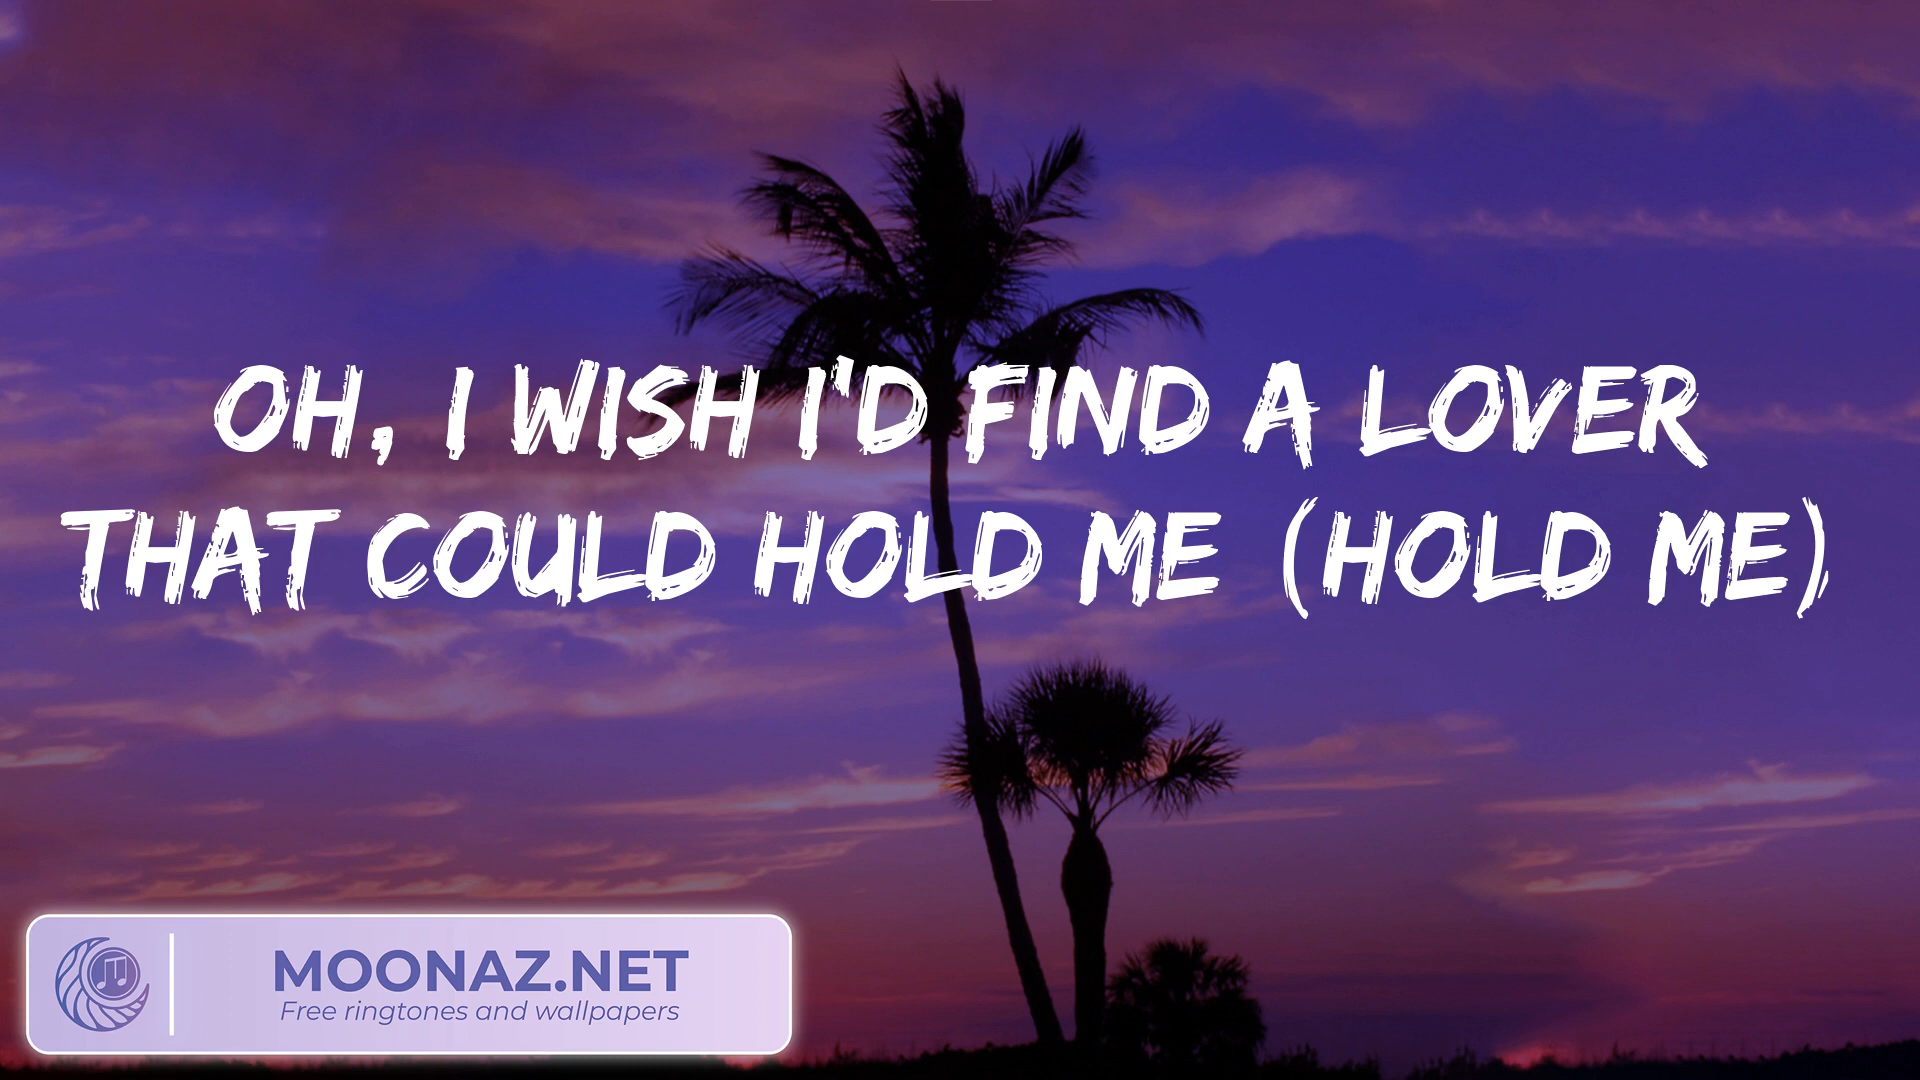 OH, I WISH I'D FIND A LOVER
THAT COULD HOLD ME (HOLD ME)
MOONAZ.NET
Free ringtones and wallpapers